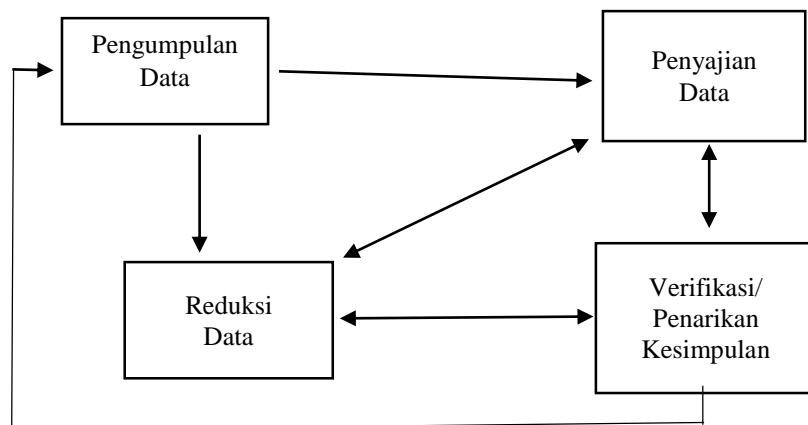 Pengumpulan
Data
Penyajian
Data
Reduksi
Data
Verifikasi/
Penarikan
Kesimpulan